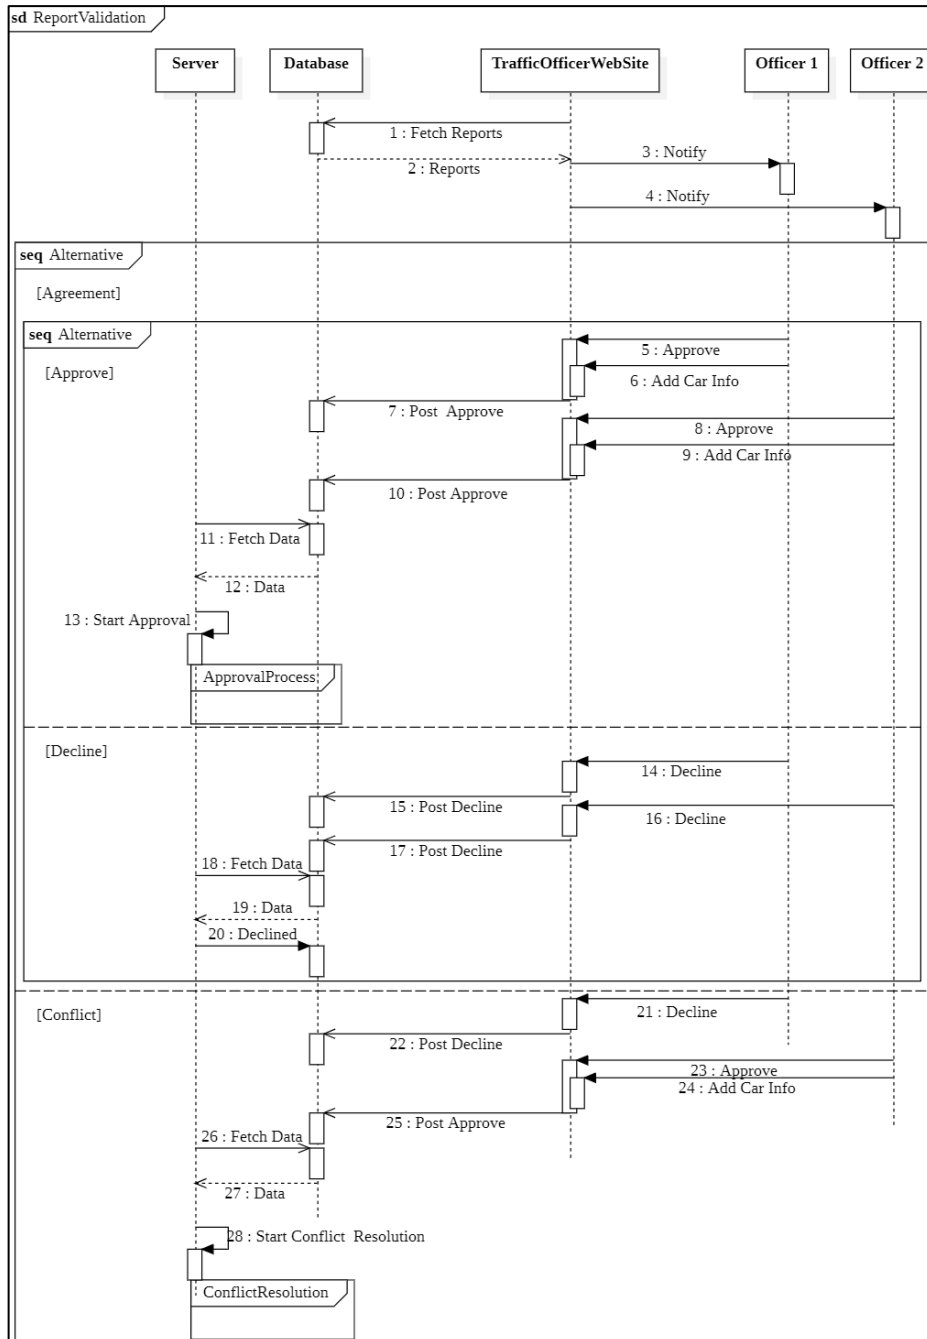 sd ReportValidation
Server
Database
TrafficOfficerWebSite
Officer 1
Officer 2
1 : Fetch Reports
2 : Reports
3 : Notify
4 : Notify
seq Alternative
[Agreement]
seq Alternative
[Approve]
5 : Approve
6 : Add Car Info
7 : Post  Approve
8 : Approve
9 : Add Car Info
10 : Post Approve
11 : Fetch Data
12 : Data
13 : Start Approval
ApprovalProcess
[Decline]
14 : Decline
15 : Post Decline
16 : Decline
17 : Post Decline
18 : Fetch Data
19 : Data
20 : Declined
[Conflict]
21 : Decline
22 : Post Decline
23 : Approve
24 : Add Car Info
25 : Post Approve
26 : Fetch Data
27 : Data
28 : Start Conflict  Resolution
ConflictResolution